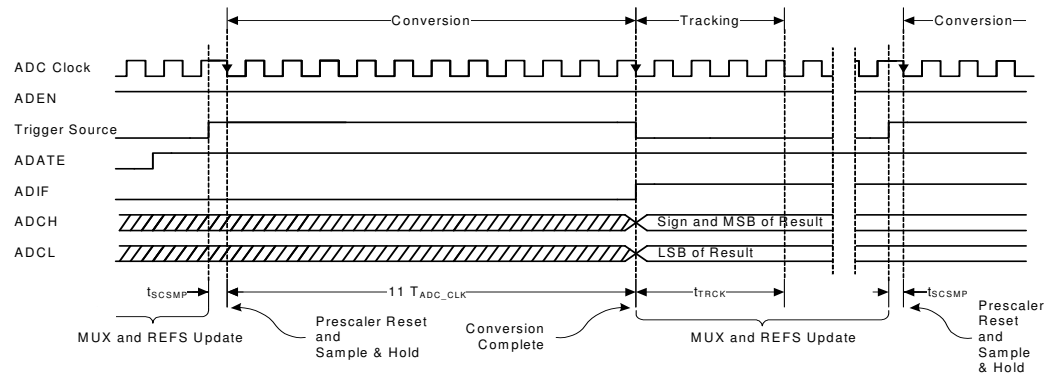 Conversion
Tracking
Conversion
ADC Clock
ADEN
Trigger Source
ADATE
ADIF
ADCH
Sign and MSB of Result
ADCL
LSB of Result
tSCSMP
11 TADC_CLK
tTRCK
tSCSMP
MUX and REFS Update
Prescaler Reset
and
Sample & Hold
Conversion
Complete
MUX and REFS Update
Prescaler
Reset
and
Sample
& Hold